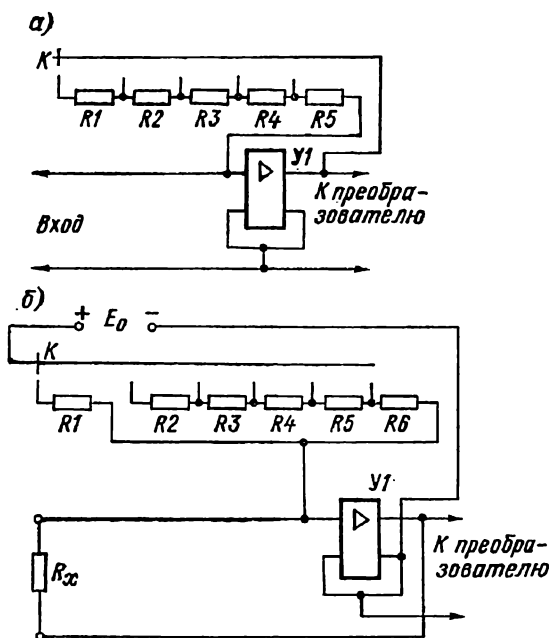 а)
К
R1 R2 R3 R4 R5
У1
К преобра-
зователю
Вход
б)
+ E₀ −
К
R1 R2 R3 R4 R5 R6
У1
К преобра-
зователю
Rx